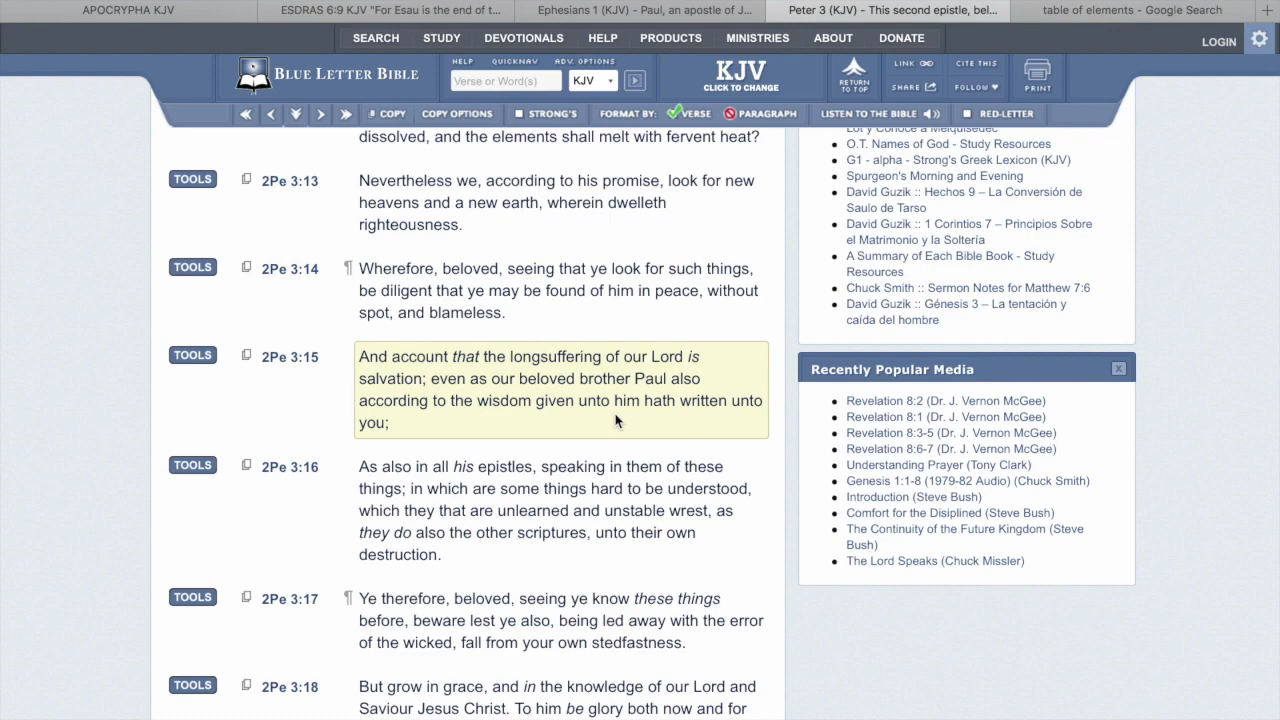 APOCRYPHA KJV
ESDRAS 6:9 KJV "For Esau is the end of t...
Ephesians 1 (KJV) - Paul, an apostle of J...
Peter 3 (KJV) - This second epistle, bel...
table of elements - Google Search
SEARCH STUDY DEVOTIONALS HELP PRODUCTS MINISTRIES ABOUT DONATE
LOGIN
BLUE LETTER BIBLE
HELP QUICKNAV ADV. OPTIONS
Verse or Word(s) KJV
KJV
CLICK TO CHANGE
RETURN
TO TOP
LINK CITE THIS
SHARE FOLLOW
PRINT
COPY COPY OPTIONS STRONG'S FORMAT BY: VERSE PARAGRAPH LISTEN TO THE BIBLE RED-LETTER
dissolved, and the elements shall melt with fervent heat?
TOOLS 2Pe 3:13 Nevertheless we, according to his promise, look for new
heavens and a new earth, wherein dwelleth
righteousness.
TOOLS 2Pe 3:14 ¶ Wherefore, beloved, seeing that ye look for such things,
be diligent that ye may be found of him in peace, without
spot, and blameless.
TOOLS 2Pe 3:15 And account that the longsuffering of our Lord is
salvation; even as our beloved brother Paul also
according to the wisdom given unto him hath written unto
you;
TOOLS 2Pe 3:16 As also in all his epistles, speaking in them of these
things; in which are some things hard to be understood,
which they that are unlearned and unstable wrest, as
they do also the other scriptures, unto their own
destruction.
TOOLS 2Pe 3:17 ¶ Ye therefore, beloved, seeing ye know these things
before, beware lest ye also, being led away with the error
of the wicked, fall from your own stedfastness.
TOOLS 2Pe 3:18 But grow in grace, and in the knowledge of our Lord and
Saviour Jesus Christ. To him be glory both now and for
Lot y Conoce a Melquisedec
O.T. Names of God - Study Resources
G1 - alpha - Strong's Greek Lexicon (KJV)
Spurgeon's Morning and Evening
David Guzik :: Hechos 9 – La Conversión de
Saulo de Tarso
David Guzik :: 1 Corintios 7 – Principios Sobre
el Matrimonio y la Soltería
A Summary of Each Bible Book - Study
Resources
Chuck Smith :: Sermon Notes for Matthew 7:6
David Guzik :: Génesis 3 – La tentación y
caída del hombre
Recently Popular Media X
Revelation 8:2 (Dr. J. Vernon McGee)
Revelation 8:1 (Dr. J. Vernon McGee)
Revelation 8:3-5 (Dr. J. Vernon McGee)
Revelation 8:6-7 (Dr. J. Vernon McGee)
Understanding Prayer (Tony Clark)
Genesis 1:1-8 (1979-82 Audio) (Chuck Smith)
Introduction (Steve Bush)
Comfort for the Disiplined (Steve Bush)
The Continuity of the Future Kingdom (Steve
Bush)
The Lord Speaks (Chuck Missler)